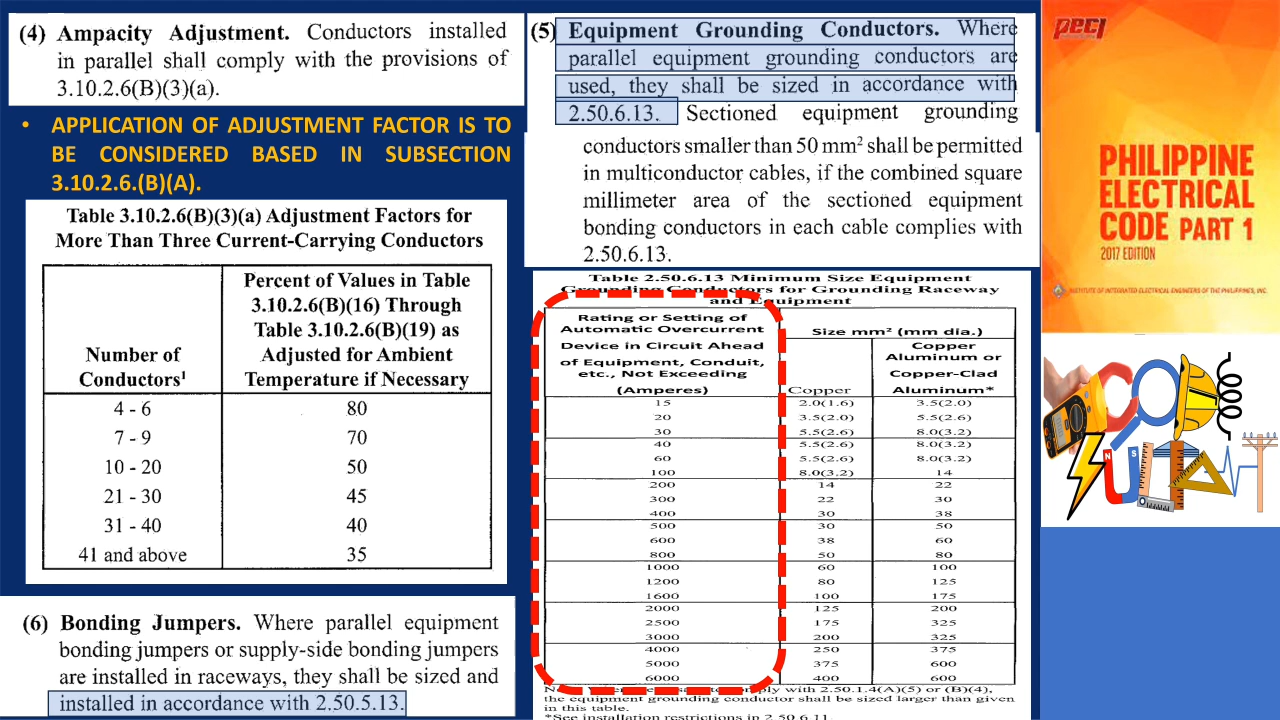 (4) Ampacity Adjustment. Conductors installed
in parallel shall comply with the provisions of
3.10.2.6(B)(3)(a).
• APPLICATION OF ADJUSTMENT FACTOR IS TO
BE CONSIDERED BASED IN SUBSECTION
3.10.2.6.(B)(A).
Table 3.10.2.6(B)(3)(a) Adjustment Factors for
More Than Three Current-Carrying Conductors
Number of
Conductors¹
Percent of Values in Table
3.10.2.6(B)(16) Through
Table 3.10.2.6(B)(19) as
Adjusted for Ambient
Temperature if Necessary
4 - 6 80
7 - 9 70
10 - 20 50
21 - 30 45
31 - 40 40
41 and above 35
(6) Bonding Jumpers. Where parallel equipment
bonding jumpers or supply-side bonding jumpers
are installed in raceways, they shall be sized and
installed in accordance with 2.50.5.13.
(5) Equipment Grounding Conductors. Where
parallel equipment grounding conductors are
used, they shall be sized in accordance with
2.50.6.13. Sectioned equipment grounding
conductors smaller than 50 mm² shall be permitted
in multiconductor cables, if the combined square
millimeter area of the sectioned equipment
bonding conductors in each cable complies with
2.50.6.13.
Table 2.50.6.13 Minimum Size Equipment
Grounding Conductors for Grounding Raceway
and Equipment
Rating or Setting of
Automatic Overcurrent
Device in Circuit Ahead
of Equipment, Conduit,
etc., Not Exceeding
(Amperes)
Size mm² (mm dia.)
Copper
Copper
Aluminum or
Copper-Clad
Aluminum*
15 2.0(1.6) 3.5(2.0)
20 3.5(2.0) 5.5(2.6)
30 5.5(2.6) 8.0(3.2)
40 5.5(2.6) 8.0(3.2)
60 5.5(2.6) 8.0(3.2)
100 8.0(3.2) 14
200 14 22
300 22 30
400 30 38
500 30 50
600 38 60
800 50 80
1000 60 100
1200 80 125
1600 100 175
2000 125 200
2500 175 325
3000 200 325
4000 250 375
5000 375 600
6000 400 600
comply with 2.50.1.4(A)(5) or (B)(4),
the equipment grounding conductor shall be sized larger than given
in this table.
*See installation restrictions in 2.50.6.11.
PEC1
PHILIPPINE
ELECTRICAL
CODE PART 1
2017 EDITION
INSTITUTE OF INTEGRATED ELECTRICAL ENGINEERS OF THE PHILIPPINES, INC.
N S